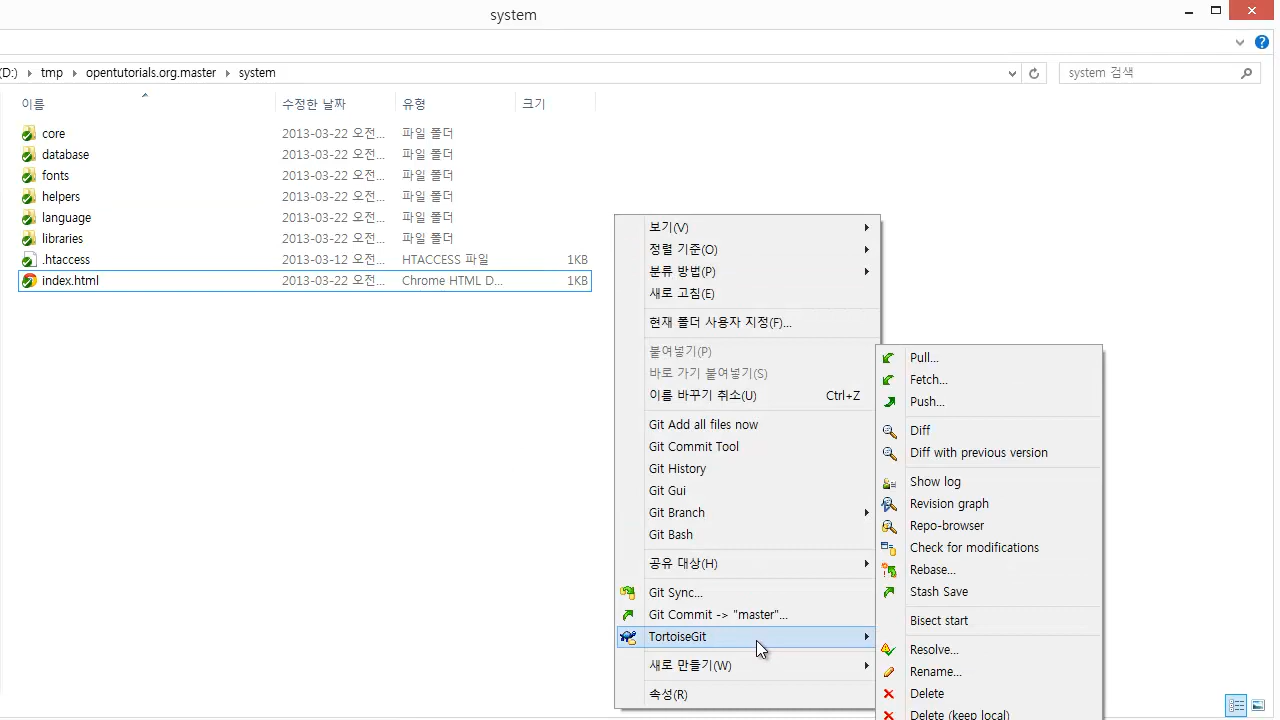 system
(D:) tmp opentutorials.org.master system
system 검색
이름 수정한 날짜 유형 크기
core 2013-03-22 오전... 파일 폴더
database 2013-03-22 오전... 파일 폴더
fonts 2013-03-22 오전... 파일 폴더
helpers 2013-03-22 오전... 파일 폴더
language 2013-03-22 오전... 파일 폴더
libraries 2013-03-22 오전... 파일 폴더
.htaccess 2013-03-12 오전... HTACCESS 파일 1KB
index.html 2013-03-22 오전... Chrome HTML D... 1KB
보기(V)
정렬 기준(O)
분류 방법(P)
새로 고침(E)
현재 폴더 사용자 지정(F)...
붙여넣기(P)
바로 가기 붙여넣기(S)
이름 바꾸기 취소(U) Ctrl+Z
Git Add all files now
Git Commit Tool
Git History
Git Gui
Git Branch
Git Bash
공유 대상(H)
Git Sync...
Git Commit -> "master"...
TortoiseGit
새로 만들기(W)
속성(R)
Pull...
Fetch...
Push...
Diff
Diff with previous version
Show log
Revision graph
Repo-browser
Check for modifications
Rebase...
Stash Save
Bisect start
Resolve...
Rename...
Delete
Delete (keep local)